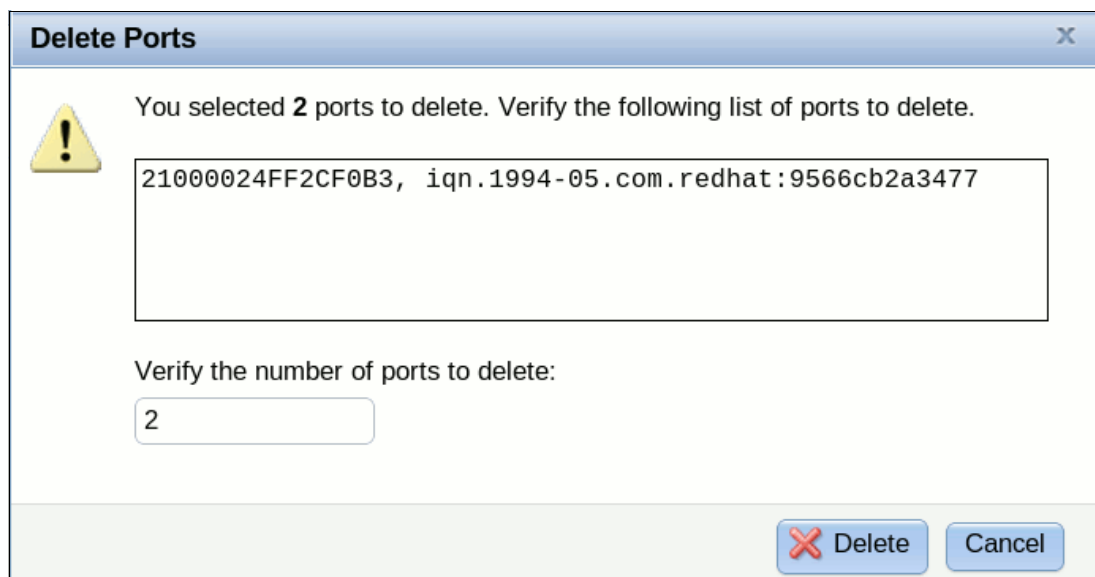 Delete Ports
x
You selected 2 ports to delete. Verify the following list of ports to delete.
21000024FF2CF0B3, iqn.1994-05.com.redhat:9566cb2a3477
Verify the number of ports to delete:
2
Delete Cancel